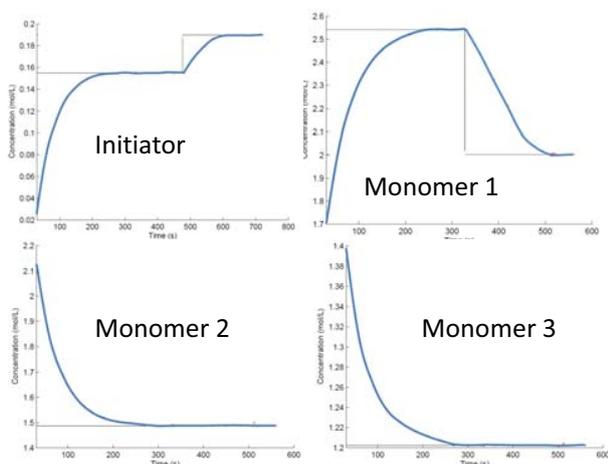 0.2
0.18
0.16
0.14
0.12
0.1
0.08
0.06
0.04
0.02
Concentration (mol/L)
Initiator
100 200 300 400 500 600 700 800
Time (s)
2.6
2.5
2.4
2.3
2.2
2.1
2
1.9
1.8
1.7
Concentration (mol/L)
Monomer 1
100 200 300 400 500 600
Time (s)
2.2
2.1
2
1.9
1.8
1.7
1.6
1.5
1.4
Concentration (mol/L)
Monomer 2
100 200 300 400 500 600
Time (s)
1.4
1.38
1.36
1.34
1.32
1.3
1.28
1.26
1.24
1.22
1.2
Concentration (mol/L)
Monomer 3
100 200 300 400 500 600
Time (s)